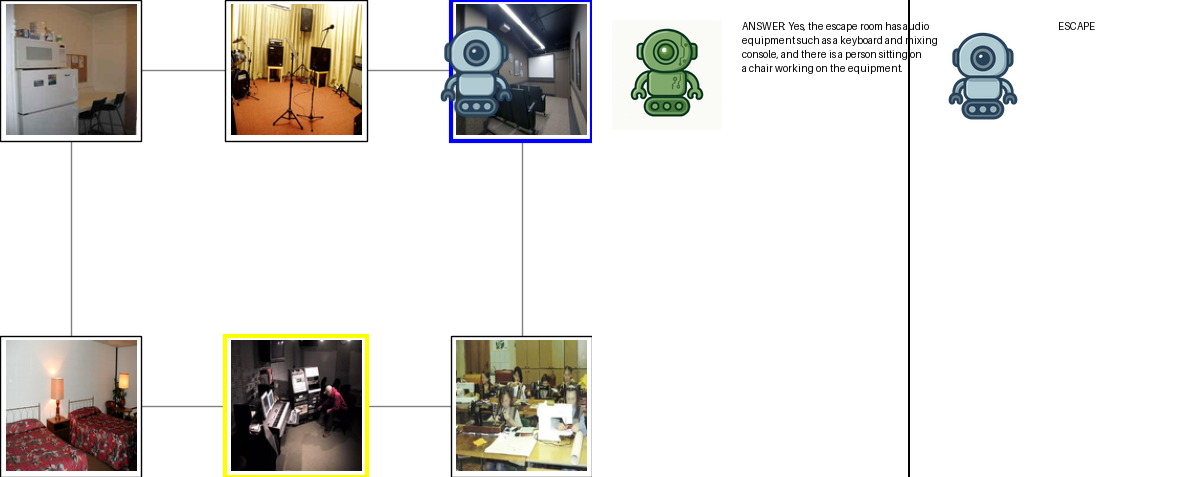 ANSWER: Yes, the escape room has audio
equipment such as a keyboard and mixing
console, and there is a person sitting on
a chair working on the equipment.
ESCAPE